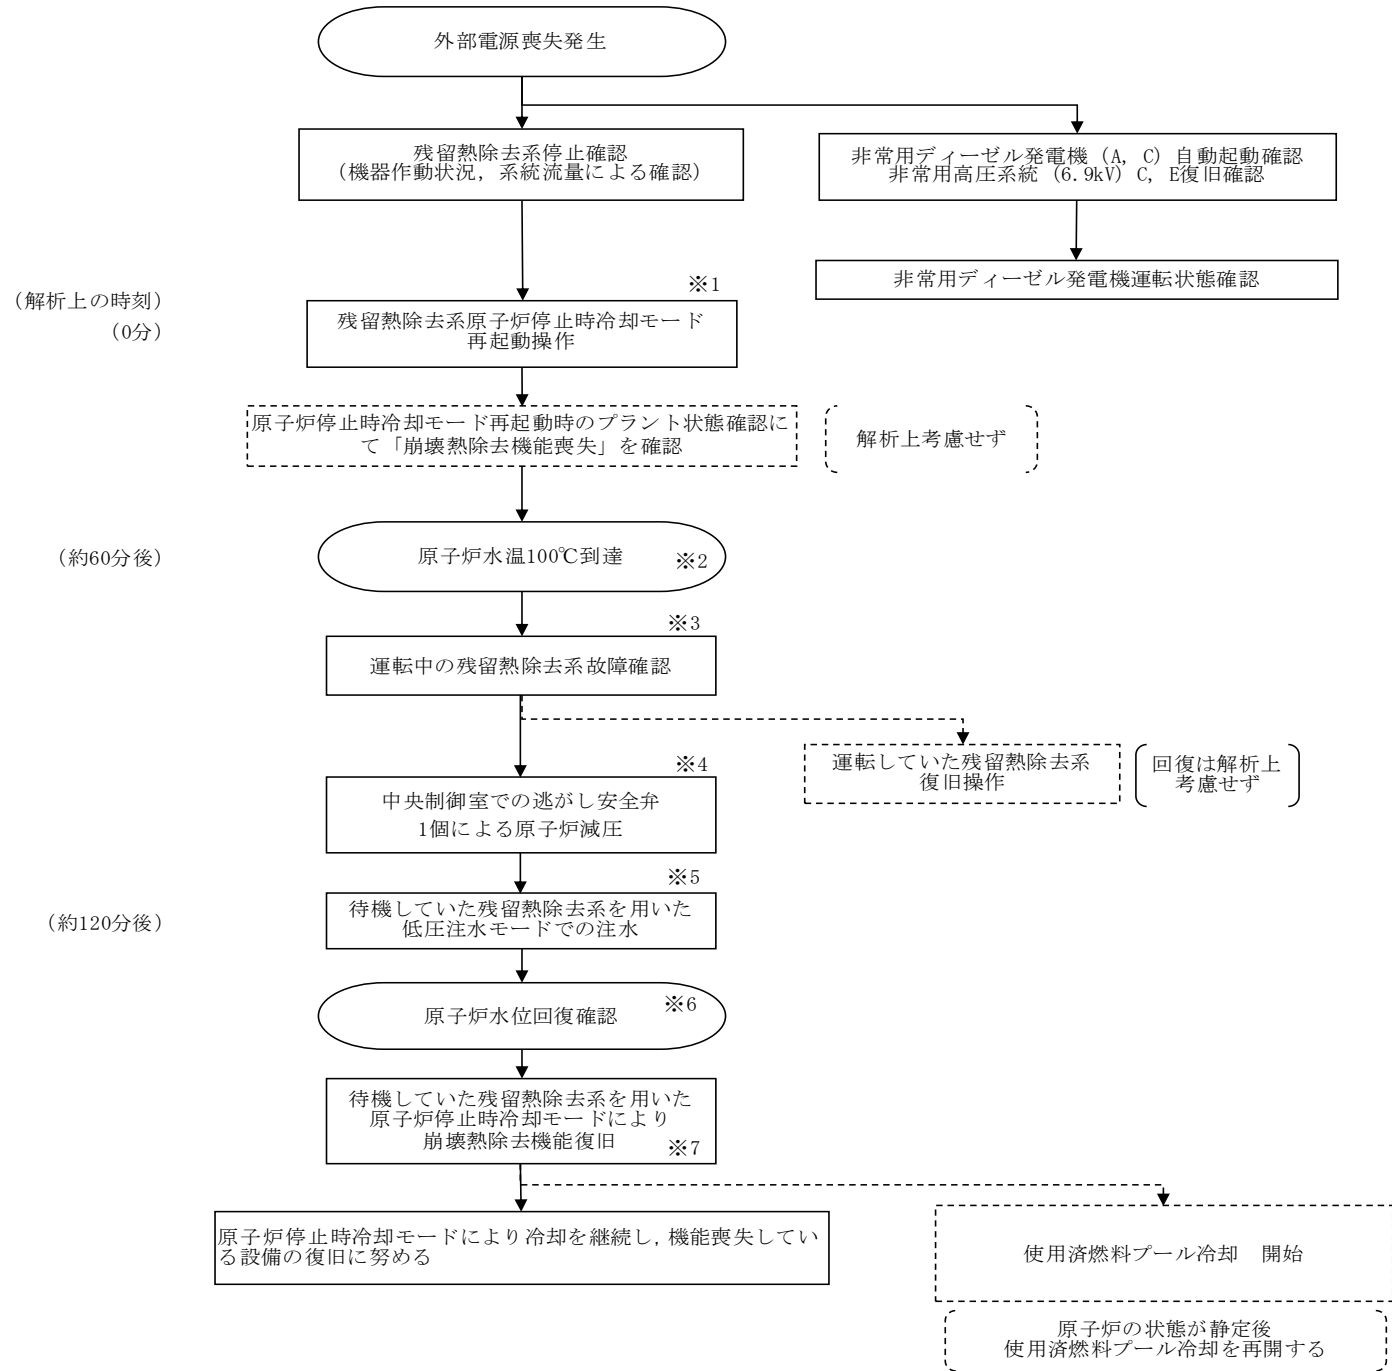 外部電源喪失発生
残留熱除去系停止確認
（機器作動状況，系統流量による確認）
非常用ディーゼル発電機（A，C）自動起動確認
非常用高圧系統（6.9kV）C，E復旧確認
非常用ディーゼル発電機運転状態確認
（解析上の時刻）
（0分）
※1
残留熱除去系原子炉停止時冷却モード
再起動操作
原子炉停止時冷却モード再起動時のプラント状態確認に
て「崩壊熱除去機能喪失」を確認
解析上考慮せず
（約60分後）
原子炉水温100℃到達
※2
※3
運転中の残留熱除去系故障確認
運転していた残留熱除去系
復旧操作
回復は解析上
考慮せず
※4
中央制御室での逃がし安全弁
1個による原子炉減圧
※5
（約120分後）
待機していた残留熱除去系を用いた
低圧注水モードでの注水
※6
原子炉水位回復確認
待機していた残留熱除去系を用いた
原子炉停止時冷却モードにより
崩壊熱除去機能復旧
※7
原子炉停止時冷却モードにより冷却を継続し，機能喪失してい
る設備の復旧に努める
使用済燃料プール冷却　開始
原子炉の状態が静定後
使用済燃料プール冷却を再開する